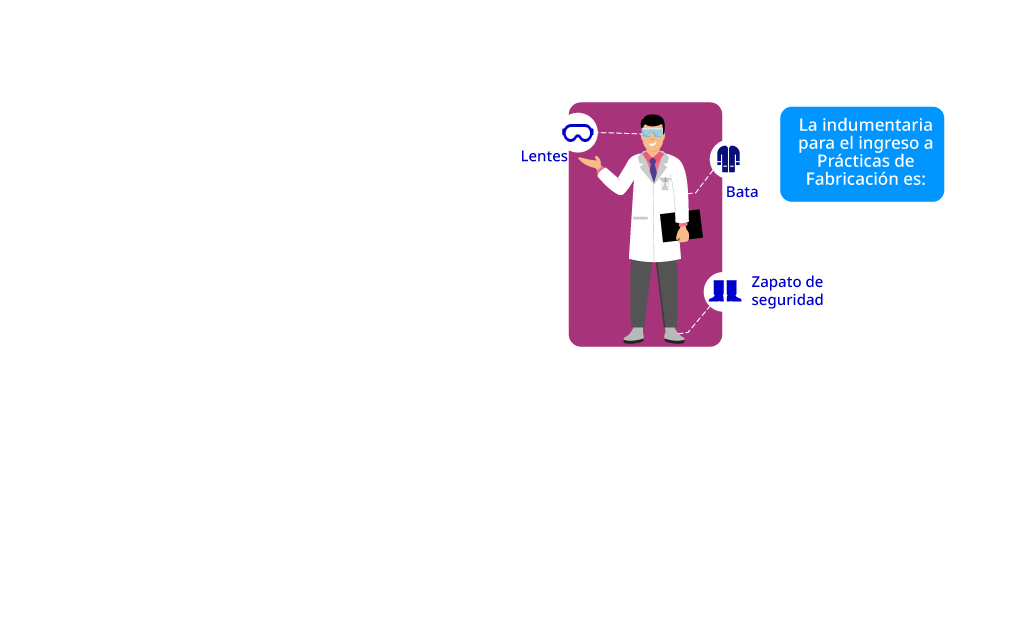 La indumentaria
para el ingreso a
Prácticas de
Fabricación es:
Lentes
Bata
Zapato de
seguridad